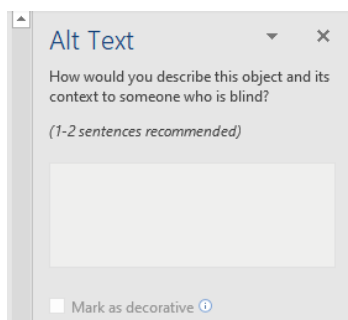 Alt Text
How would you describe this object and its
context to someone who is blind?
(1-2 sentences recommended)
Mark as decorative